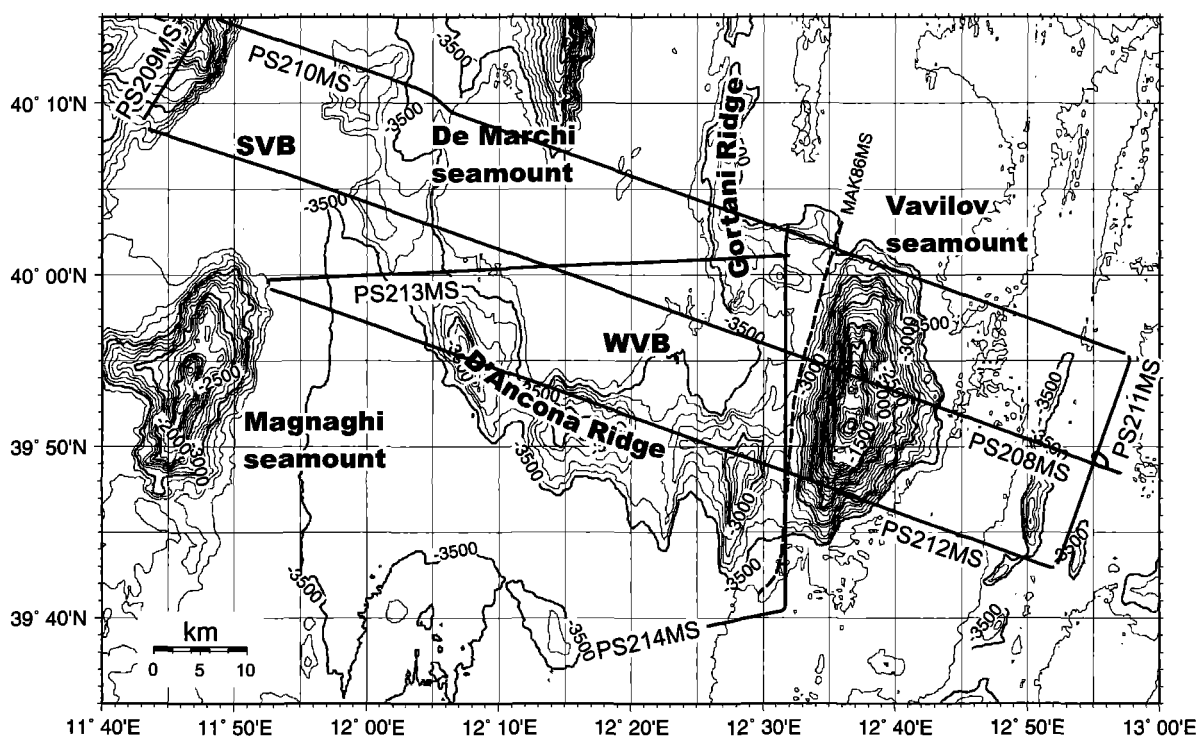 PS209MS
PS210MS
-3500
Gortani Ridge
MAK86MS
40° 10'N
-3500
De Marchi
seamount
SVB
-3500
Vavilov
seamount
40° 00'N
PS213MS
-3500
-3000
-3500
WVB
-3000
-2500
D'Ancona Ridge
-3500
PS211MS
Magnaghi
seamount
-1500
PS208MS
39° 50'N
-3500
-3000
PS212MS
-3500
-3500
-3500
-3500
39° 40'N
-3500
-3500
PS214MS
km
0 5 10
11° 40'E 11° 50'E 12° 00'E 12° 10'E 12° 20'E 12° 30'E 12° 40'E 12° 50'E 13° 00'E